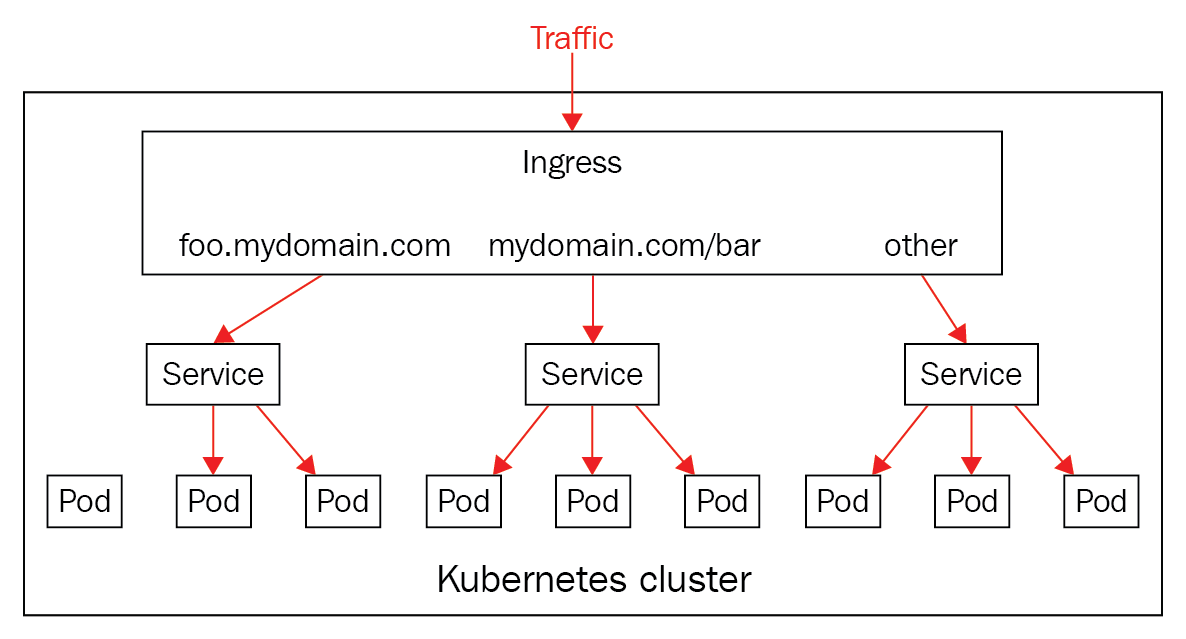 Traffic
Ingress
foo.mydomain.com mydomain.com/bar other
Service Service Service
Pod Pod Pod Pod Pod Pod Pod Pod Pod
Kubernetes cluster